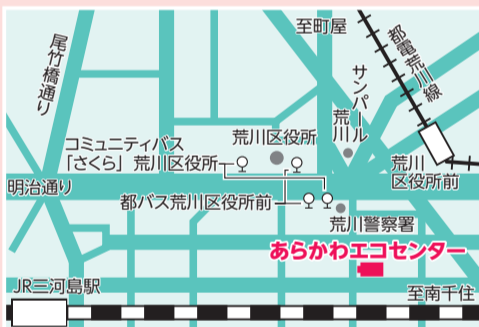 至町屋
尾竹橋通り
都電荒川線
サンパール
荒川
コミュニティバス
「さくら」 荒川区役所
荒川区役所
荒川
区役所前
明治通り
都バス荒川区役所前
荒川警察署
あらかわエコセンター
JR三河島駅
至南千住